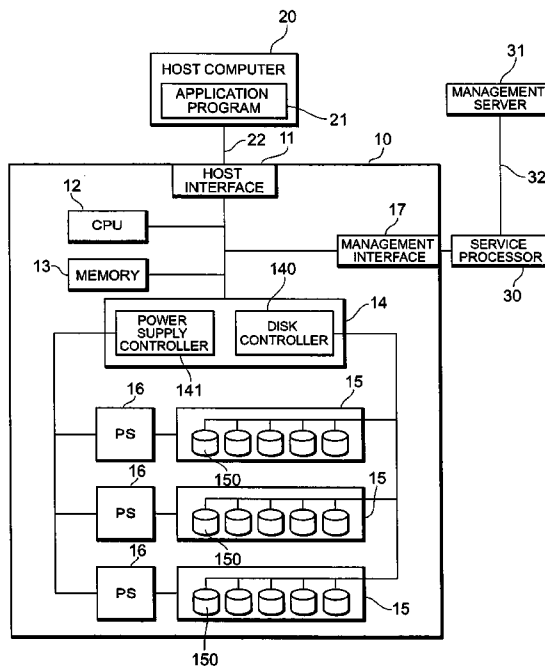 20
HOST COMPUTER
APPLICATION
PROGRAM
21
31
MANAGEMENT
SERVER
22
11
10
32
HOST
INTERFACE
12
CPU
17
MANAGEMENT
INTERFACE
SERVICE
PROCESSOR
30
13
MEMORY
140
14
POWER
SUPPLY
CONTROLLER
DISK
CONTROLLER
141
16
15
PS
150
16
15
PS
150
16
PS
15
150